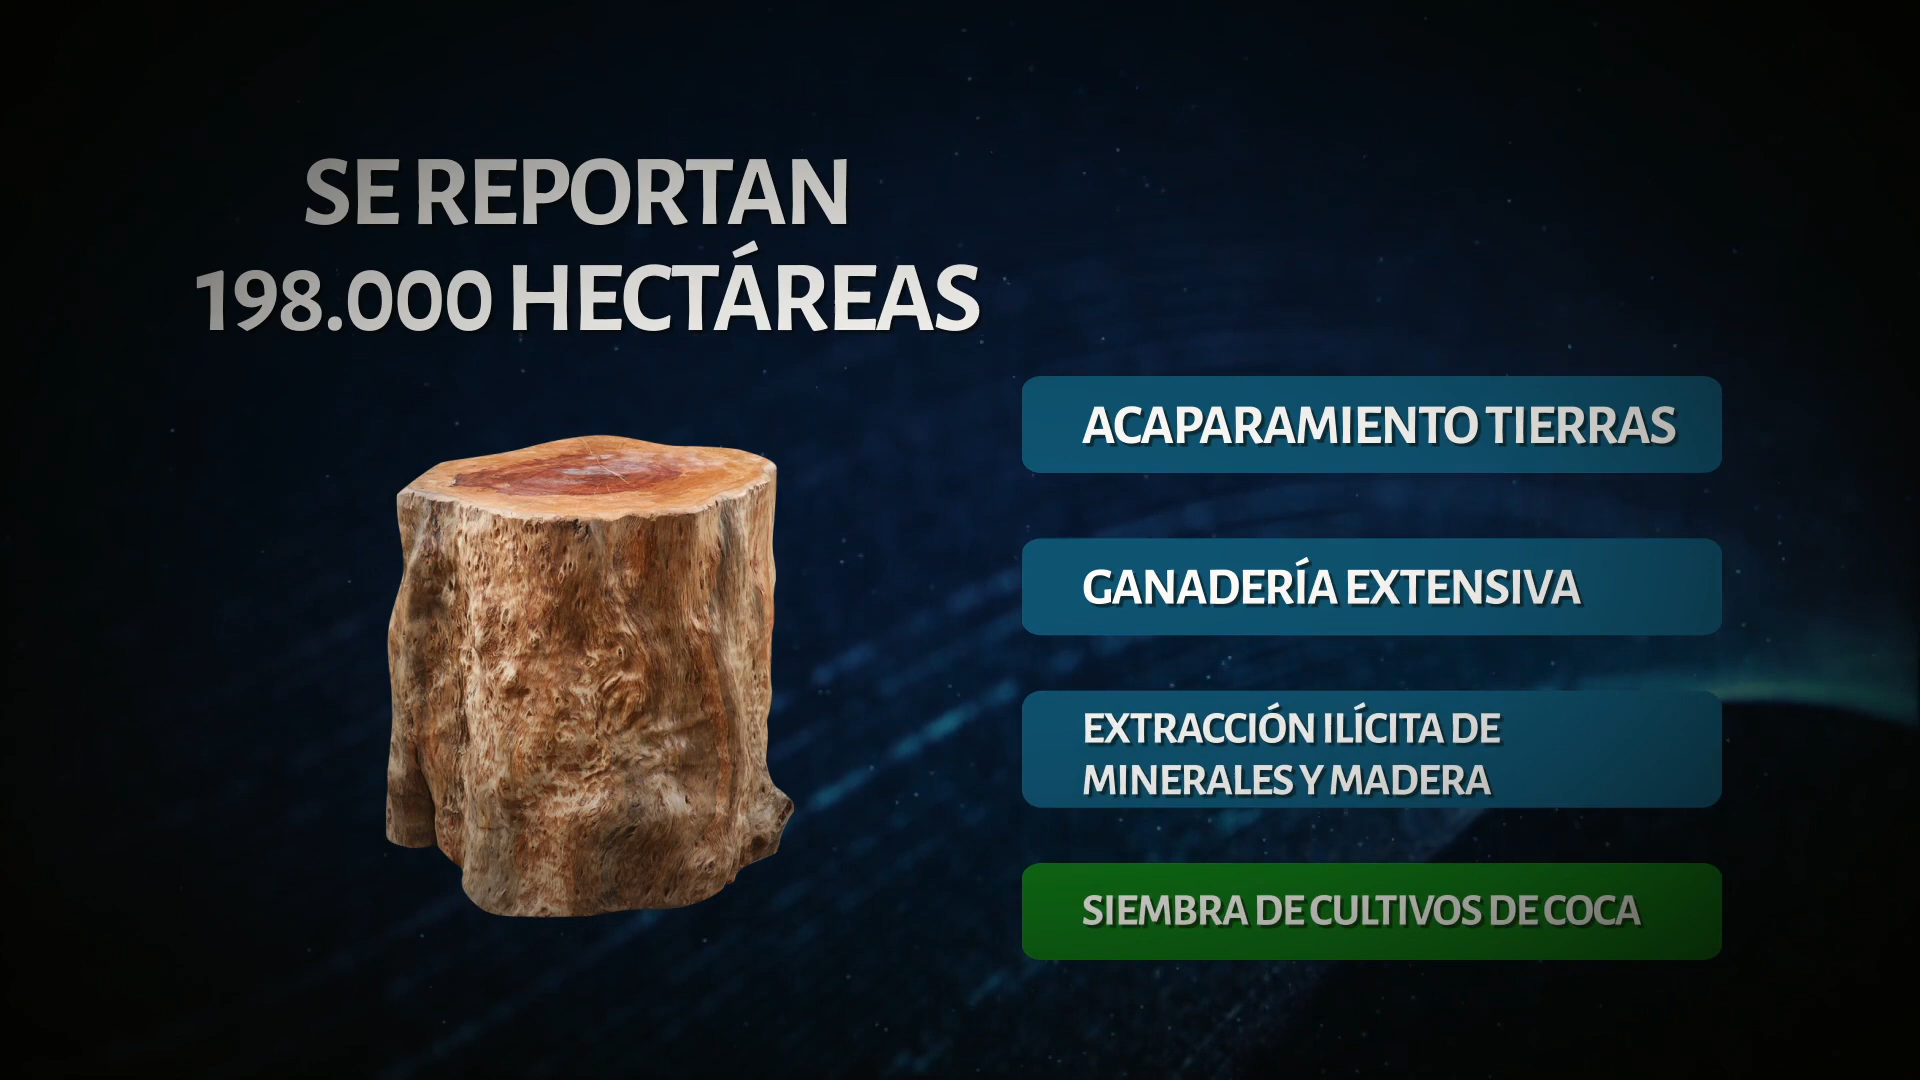 SE REPORTAN
198.000 HECTÁREAS
ACAPARAMIENTO TIERRAS
GANADERÍA EXTENSIVA
EXTRACCIÓN ILÍCITA DE
MINERALES Y MADERA
SIEMBRA DE CULTIVOS DE COCA